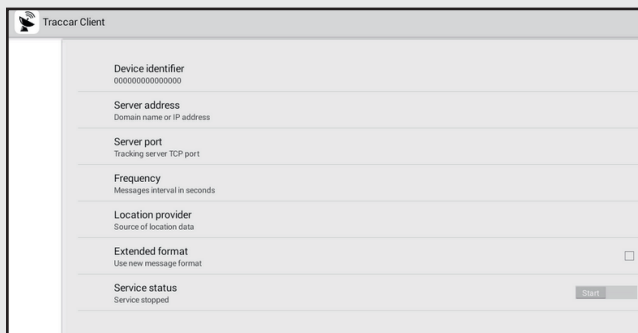 Traccar Client
Device identifier
000000000000000
Server address
Domain name or IP address
Server port
Tracking server TCP port
Frequency
Messages interval in seconds
Location provider
Source of location data
Extended format
Use new message format
Service status
Service stopped
Start